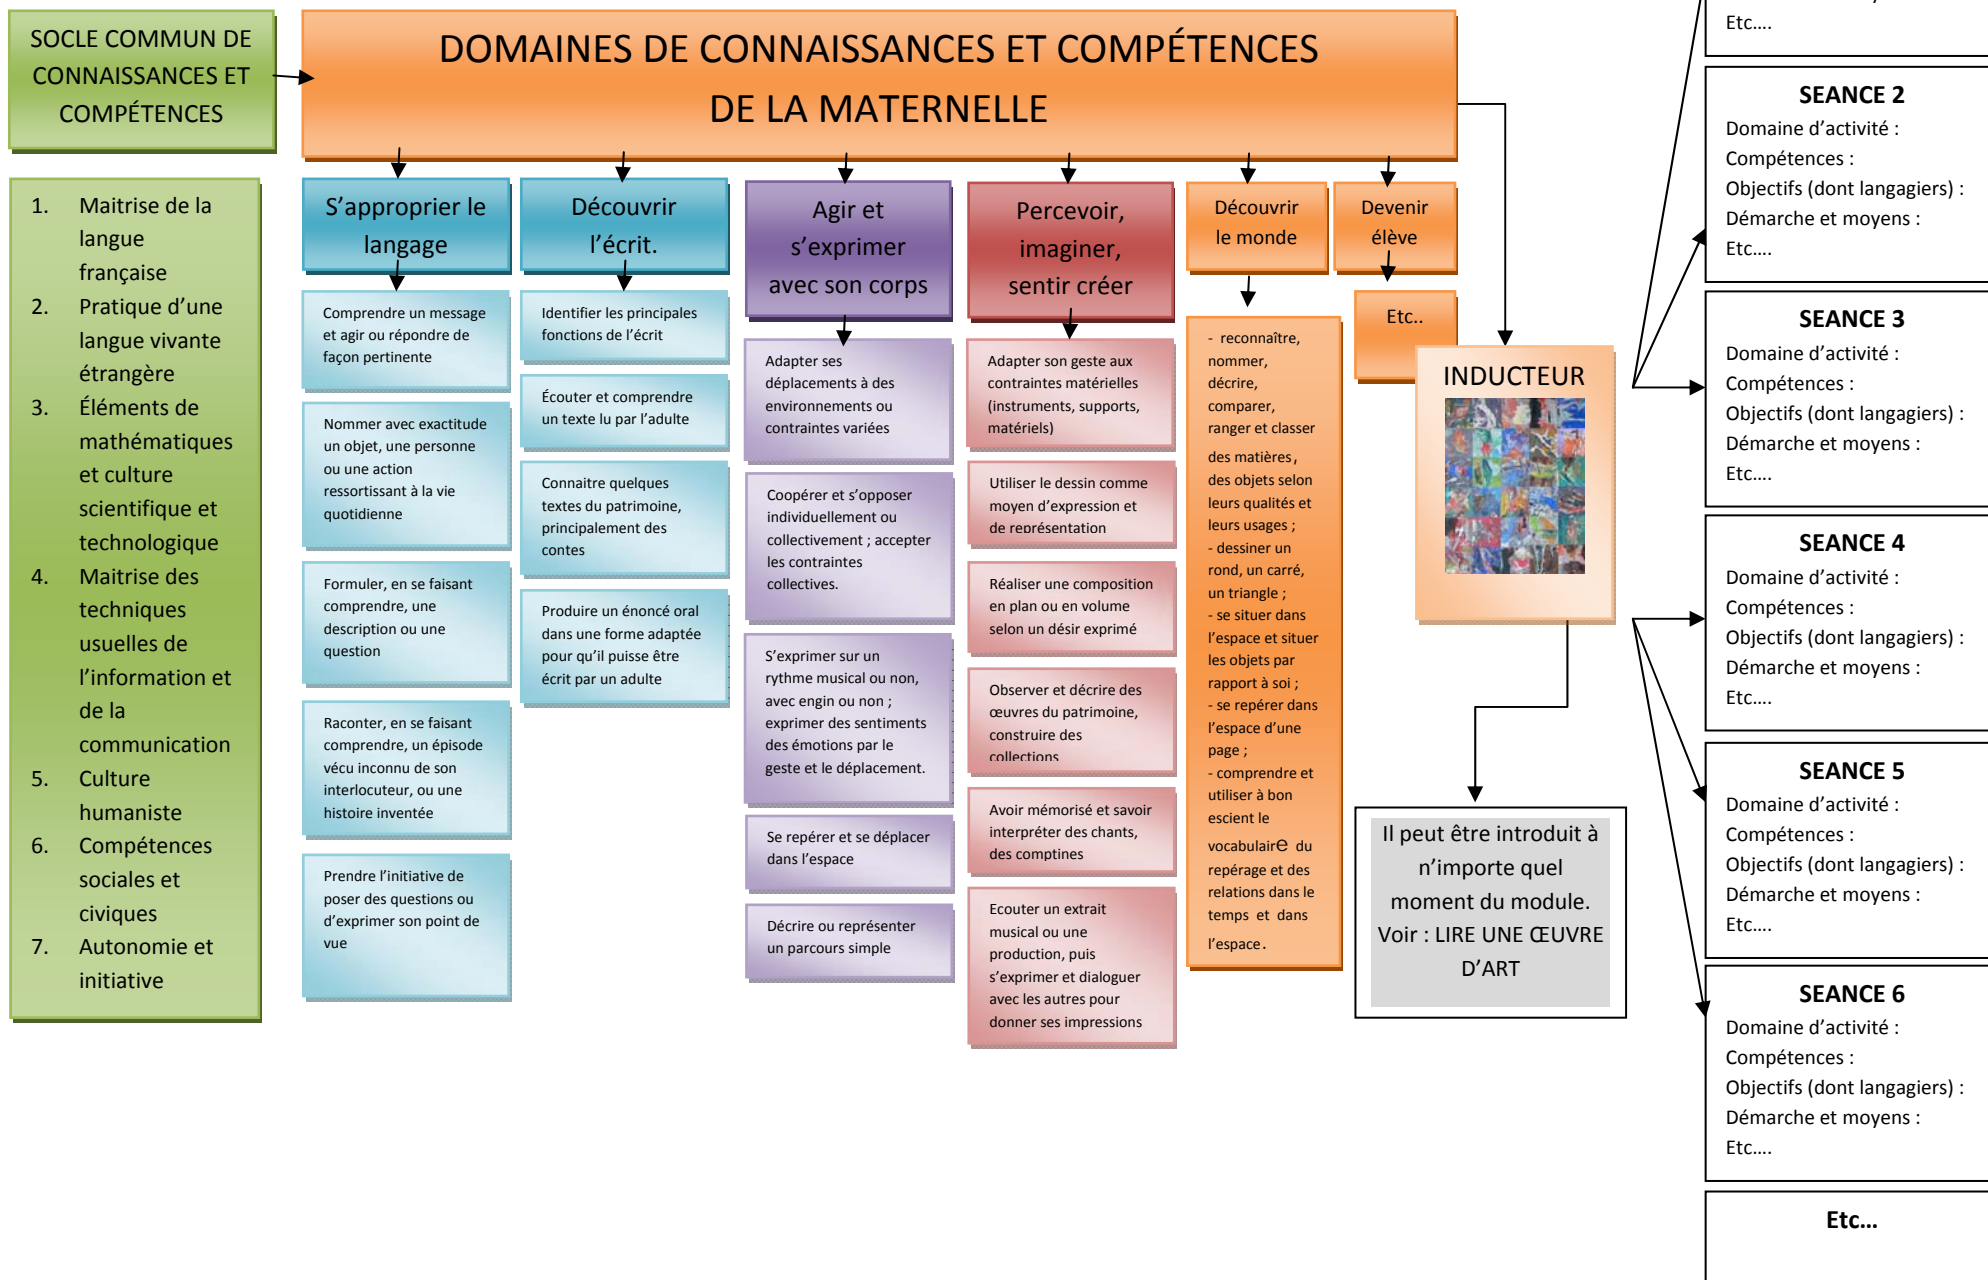 SOCLE COMMUN DE
CONNAISSANCES ET
COMPÉTENCES
1. Maitrise de la
langue
française
2. Pratique d’une
langue vivante
étrangère
3. Éléments de
mathématiques
et culture
scientifique et
technologique
4. Maitrise des
techniques
usuelles de
l’information et
de la
communication
5. Culture
humaniste
6. Compétences
sociales et
civiques
7. Autonomie et
initiative
DOMAINES DE CONNAISSANCES ET COMPÉTENCES
DE LA MATERNELLE
S’approprier le
langage
Comprendre un message
et agir ou répondre de
façon pertinente
Nommer avec exactitude
un objet, une personne
ou une action
ressortissant à la vie
quotidienne
Formuler, en se faisant
comprendre, une
description ou une
question
Raconter, en se faisant
comprendre, un épisode
vécu inconnu de son
interlocuteur, ou une
histoire inventée
Prendre l’initiative de
poser des questions ou
d’exprimer son point de
vue
Découvrir
l’écrit.
Identifier les principales
fonctions de l’écrit
Écouter et comprendre
un texte lu par l’adulte
Connaitre quelques
textes du patrimoine,
principalement des
contes
Produire un énoncé oral
dans une forme adaptée
pour qu’il puisse être
écrit par un adulte
Agir et
s’exprimer
avec son corps
Adapter ses
déplacements à des
environnements ou
contraintes variées
Coopérer et s’opposer
individuellement ou
collectivement ; accepter
les contraintes
collectives.
S’exprimer sur un
rythme musical ou non,
avec engin ou non ;
exprimer des sentiments
des émotions par le
geste et le déplacement.
Se repérer et se déplacer
dans l’espace
Décrire ou représenter
un parcours simple
Percevoir,
imaginer,
sentir créer
Adapter son geste aux
contraintes matérielles
(instruments, supports,
matériels)
Utiliser le dessin comme
moyen d’expression et
de représentation
Réaliser une composition
en plan ou en volume
selon un désir exprimé
Observer et décrire des
œuvres du patrimoine,
construire des
collections
Avoir mémorisé et savoir
interpréter des chants,
des comptines
Ecouter un extrait
musical ou une
production, puis
s’exprimer et dialoguer
avec les autres pour
donner ses impressions
Découvrir
le monde
- reconnaître,
nommer,
décrire,
comparer,
ranger et classer
des matières,
des objets selon
leurs qualités et
leurs usages ;
- dessiner un
rond, un carré,
un triangle ;
- se situer dans
l’espace et situer
les objets par
rapport à soi ;
- se repérer dans
l’espace d’une
page ;
- comprendre et
utiliser à bon
escient le
vocabulaire du
repérage et des
relations dans le
temps et dans
l’espace.
Devenir
élève
Etc..
INDUCTEUR
Il peut être introduit à
n’importe quel
moment du module.
Voir : LIRE UNE ŒUVRE
D’ART
Etc....
SEANCE 2
Domaine d’activité :
Compétences :
Objectifs (dont langagiers) :
Démarche et moyens :
Etc....
SEANCE 3
Domaine d’activité :
Compétences :
Objectifs (dont langagiers) :
Démarche et moyens :
Etc....
SEANCE 4
Domaine d’activité :
Compétences :
Objectifs (dont langagiers) :
Démarche et moyens :
Etc....
SEANCE 5
Domaine d’activité :
Compétences :
Objectifs (dont langagiers) :
Démarche et moyens :
Etc....
SEANCE 6
Domaine d’activité :
Compétences :
Objectifs (dont langagiers) :
Démarche et moyens :
Etc....
Etc...